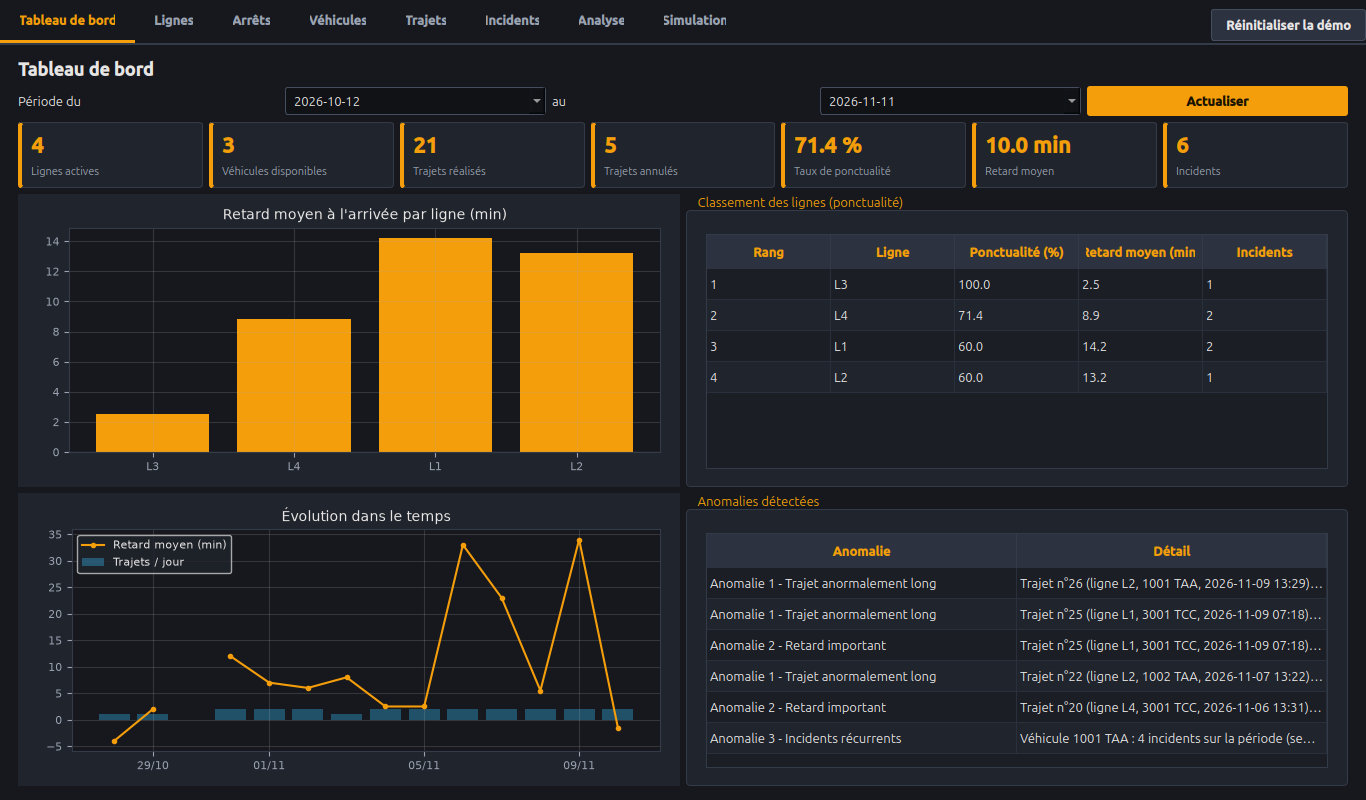 Tableau de bord Lignes Arrêts Véhicules Trajets Incidents Analyse Simulation Réinitialiser la démo
Tableau de bord
Période du 2026-10-12 au 2026-11-11 Actualiser
4 3 21 5 71.4 % 10.0 min 6
Lignes actives Véhicules disponibles Trajets réalisés Trajets annulés Taux de ponctualité Retard moyen Incidents
Retard moyen à l'arrivée par ligne (min)
14
12
10
8
6
4
2
0
L3 L4 L1 L2
Classement des lignes (ponctualité)
Rang Ligne Ponctualité (%) Retard moyen (min Incidents
1 L3 100.0 2.5 1
2 L4 71.4 8.9 2
3 L1 60.0 14.2 2
4 L2 60.0 13.2 1
Évolution dans le temps
Retard moyen (min)
Trajets / jour
35
30
25
20
15
10
5
0
−5
29/10 01/11 05/11 09/11
Anomalies détectées
Anomalie Détail
Anomalie 1 - Trajet anormalement long Trajet n°26 (ligne L2, 1001 TAA, 2026-11-09 13:29)…
Anomalie 1 - Trajet anormalement long Trajet n°25 (ligne L1, 3001 TCC, 2026-11-09 07:18)…
Anomalie 2 - Retard important Trajet n°25 (ligne L1, 3001 TCC, 2026-11-09 07:18)…
Anomalie 1 - Trajet anormalement long Trajet n°22 (ligne L2, 1002 TAA, 2026-11-07 13:22)…
Anomalie 2 - Retard important Trajet n°20 (ligne L4, 3001 TCC, 2026-11-06 13:31)…
Anomalie 3 - Incidents récurrents Véhicule 1001 TAA : 4 incidents sur la période (se…